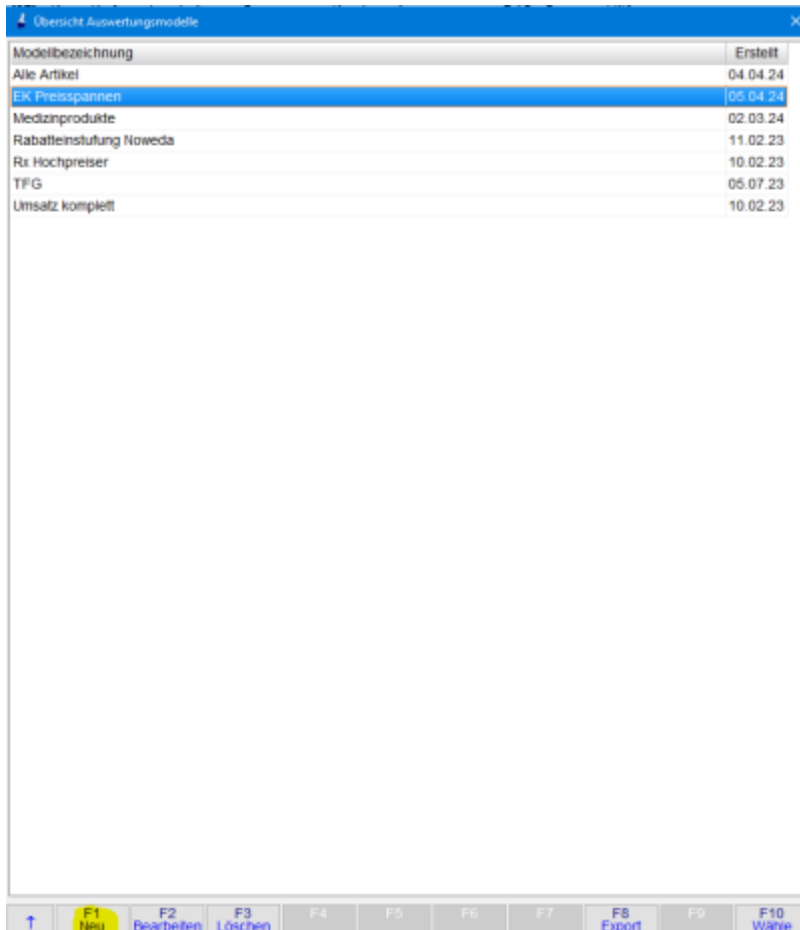 Übersicht Auswertungsmodelle
Modellbezeichnung Erstellt
Alle Artikel 04.04.24
EK Preisspannen 05.04.24
Medizinprodukte 02.03.24
Rabatteinstufung Noweda 11.02.23
Rx Hochpreiser 10.02.23
TFG 05.07.23
Umsatz komplett 10.02.23
F1 F2 F3 F4 F5 F6 F7 F8 F9 F10
Neu Bearbeiten Löschen Export Wähle